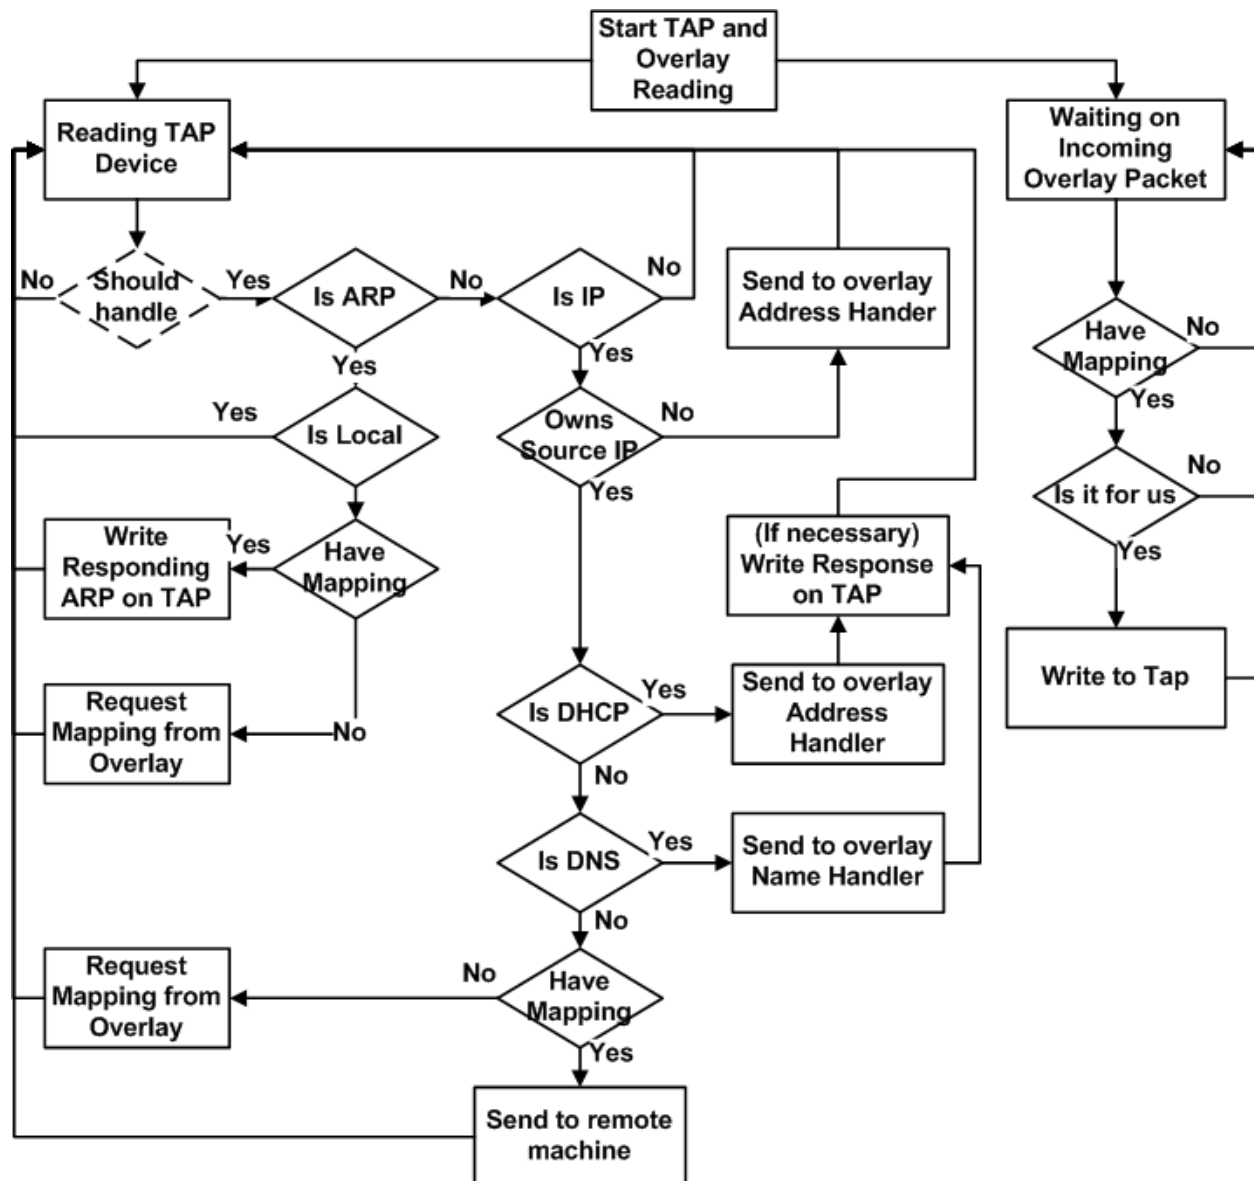 Start TAP and
Overlay
Reading
Reading TAP
Device
Waiting on
Incoming
Overlay Packet
No
Should
handle
Yes
Is ARP
No
Is IP
No
Send to overlay
Address Hander
Have
Mapping
No
Yes
Yes
Yes
Yes
Is Local
Owns
Source IP
No
Yes
Is it for us
No
Yes
Write
Responding
ARP on TAP
Yes
Have
Mapping
(If necessary)
Write Response
on TAP
Write to Tap
Request
Mapping from
Overlay
No
Is DHCP
Yes
Send to overlay
Address
Handler
No
Is DNS
Yes
Send to overlay
Name Handler
No
Request
Mapping from
Overlay
No
Have
Mapping
Yes
Send to remote
machine